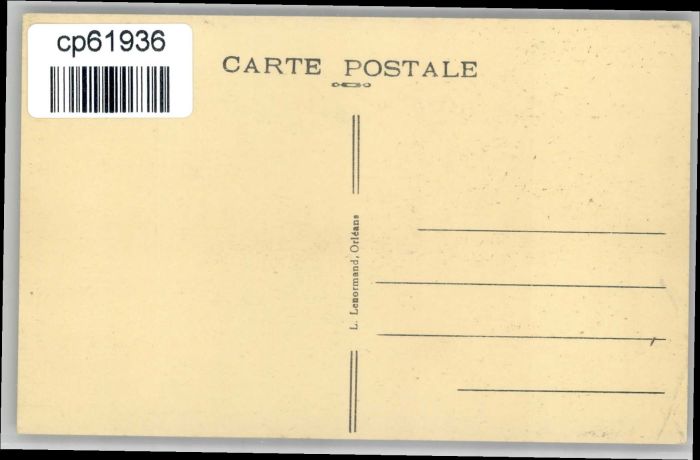 cp61936
CARTE POSTALE
L. Lenormand, Orléans